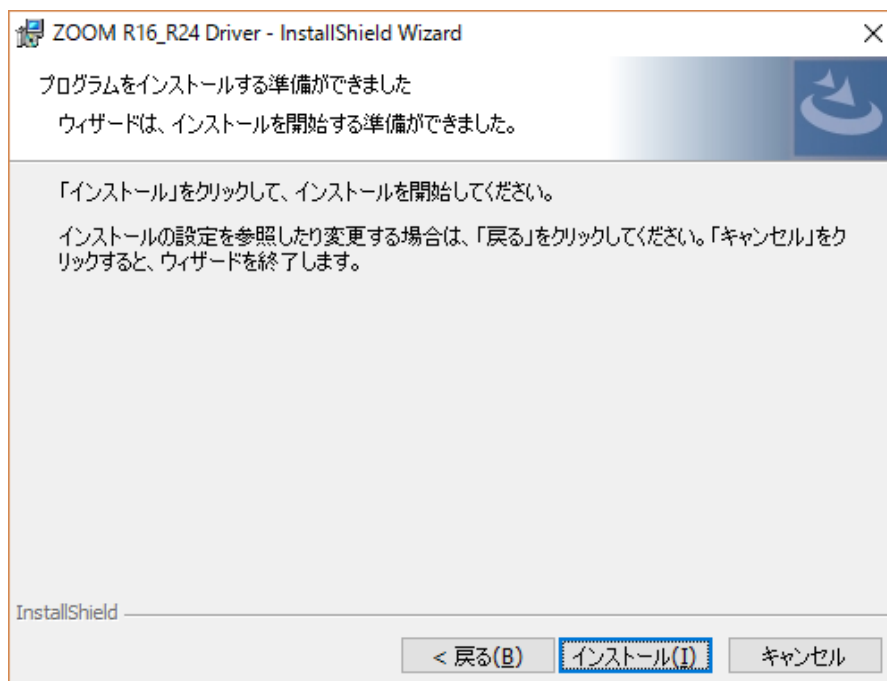 ZOOM R16_R24 Driver - InstallShield Wizard
プログラムをインストールする準備ができました
ウィザードは、インストールを開始する準備ができました。
「インストール」をクリックして、インストールを開始してください。
インストールの設定を参照したり変更する場合は、「戻る」をクリックしてください。「キャンセル」をク
リックすると、ウィザードを終了します。
InstallShield
< 戻る(B)
インストール(I)
キャンセル